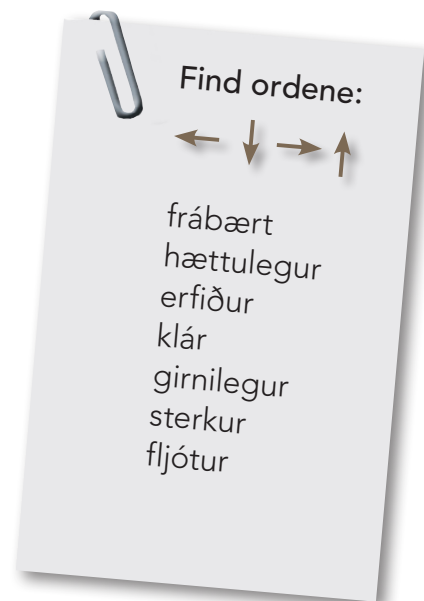 Find ordene:
frábært
hættulegur
erfiður
klár
girnilegur
sterkur
fljótur